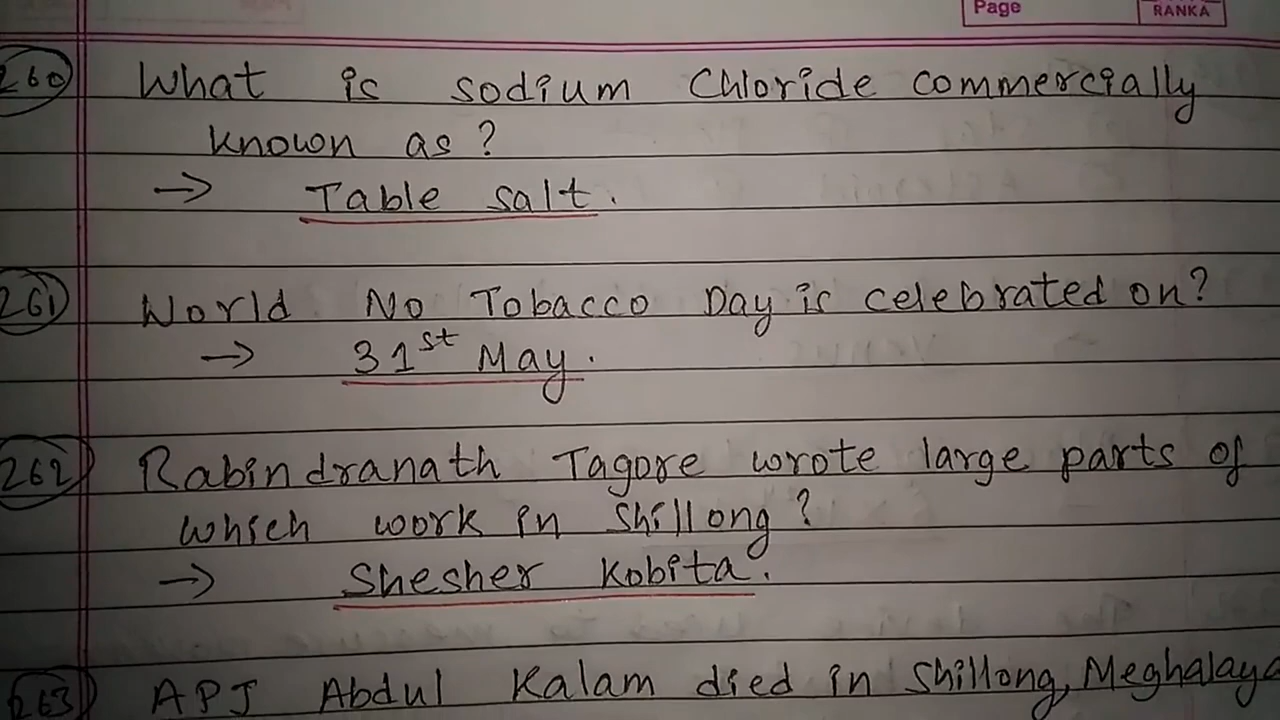 Page
RANKA
260 What is sodium Chloride commercially
known as?
→ Table salt.
261 World No Tobacco Day is celebrated on?
→ 31st May.
262 Rabindranath Tagore wrote large parts of
which work in Shillong?
→ Shesher Kobita.
263 APJ Abdul Kalam died in Shillong, Meghalaya